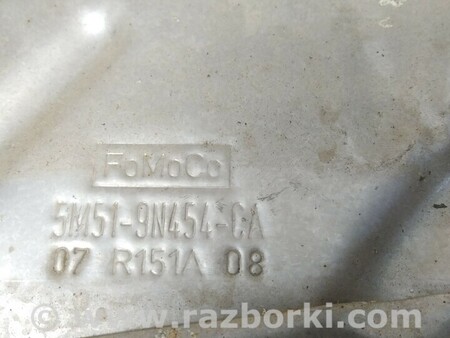 FoMoCo
5M51-9N454-CA
07 R151A 08
© www.razborki.com